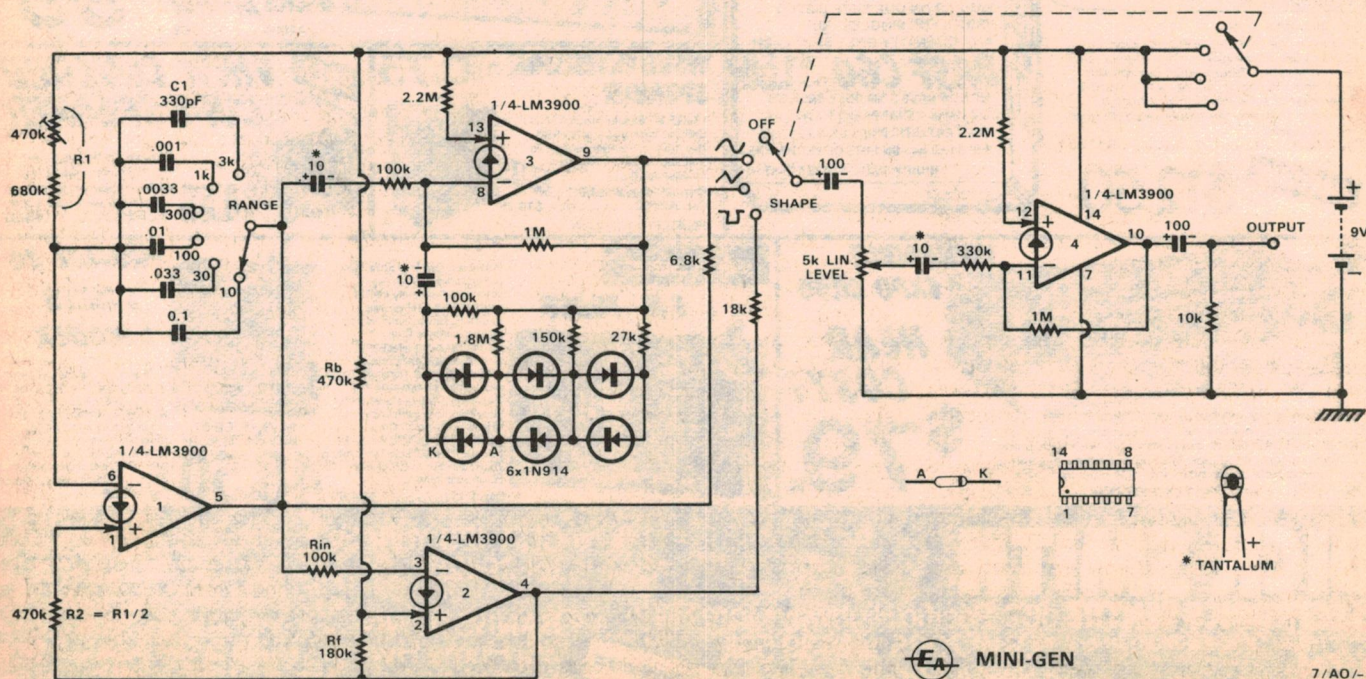 C1
330pF
470k
R1
680k
.001
3k
1k
.0033
300
RANGE
.01
100
.033
30
10
0.1
2.2M
1/4-LM3900
13
+
3
9
8
−
*
10
+ -
100k
1M
*
10
-
+
100k
1.8M
150k
27k
K
A
6x1N914
Rb
470k
OFF
SHAPE
100
+ -
6.8k
18k
5k LIN.
LEVEL
*
10
+ -
330k
2.2M
1/4-LM3900
12
+
14
4
10
11
−
7
1M
100
+ -
OUTPUT
10k
+
9V
−
1/4-LM3900
6
−
1
5
1
+
Rin
100k
1/4-LM3900
3
−
2
4
2
+
470k
R2 = R1/2
Rf
180k
A
K
14
8
1
7
+
* TANTALUM
EA
MINI-GEN
7/AO/-